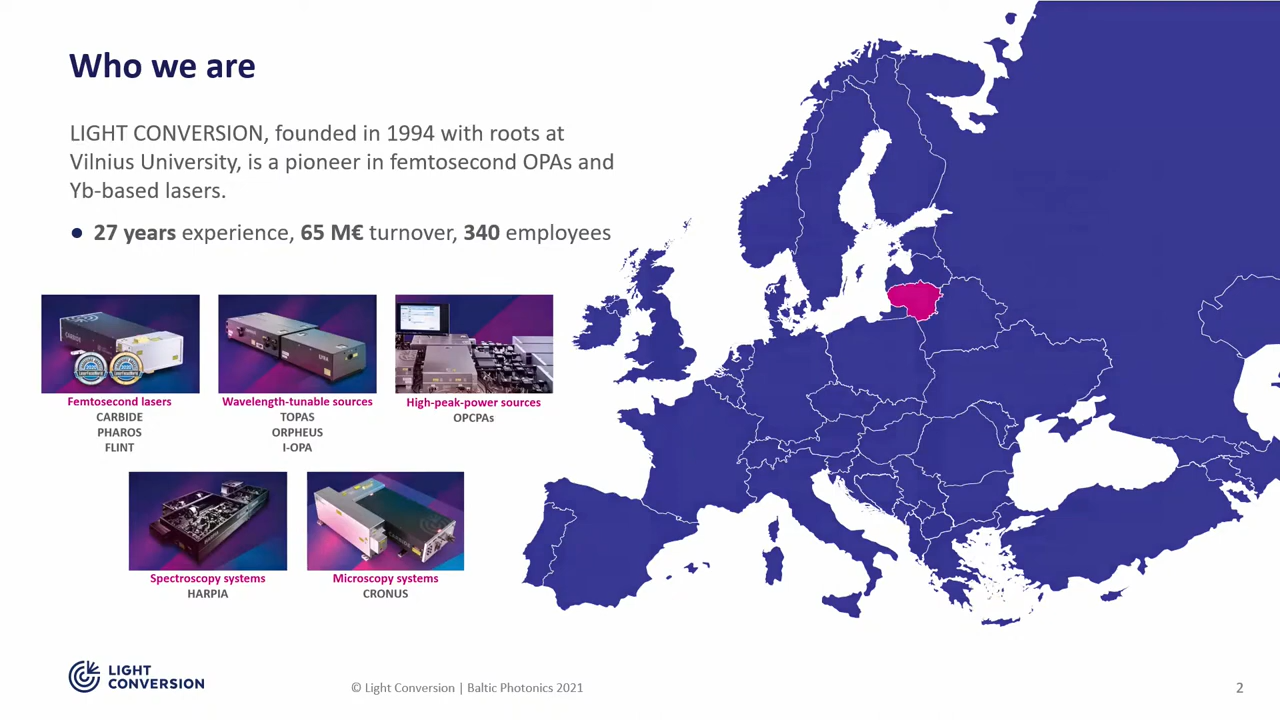 Who we are
LIGHT CONVERSION, founded in 1994 with roots at
Vilnius University, is a pioneer in femtosecond OPAs and
Yb-based lasers.
● 27 years experience, 65 M€ turnover, 340 employees
Femtosecond lasers
CARBIDE
PHAROS
FLINT
Wavelength-tunable sources
TOPAS
ORPHEUS
I-OPA
High-peak-power sources
OPCPAs
Spectroscopy systems
HARPIA
Microscopy systems
CRONUS
LIGHT
CONVERSION
© Light Conversion | Baltic Photonics 2021
2